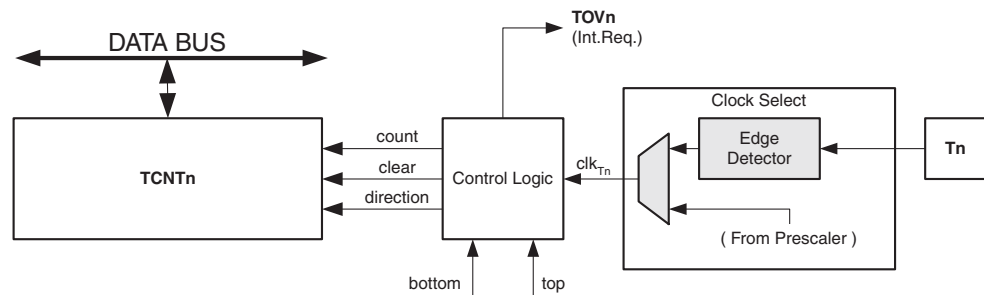 TOVn
(Int.Req.)
DATA BUS
Clock Select
count
Edge
Detector
Tn
TCNTn
clear
Control Logic
clkTn
direction
( From Prescaler )
bottom
top